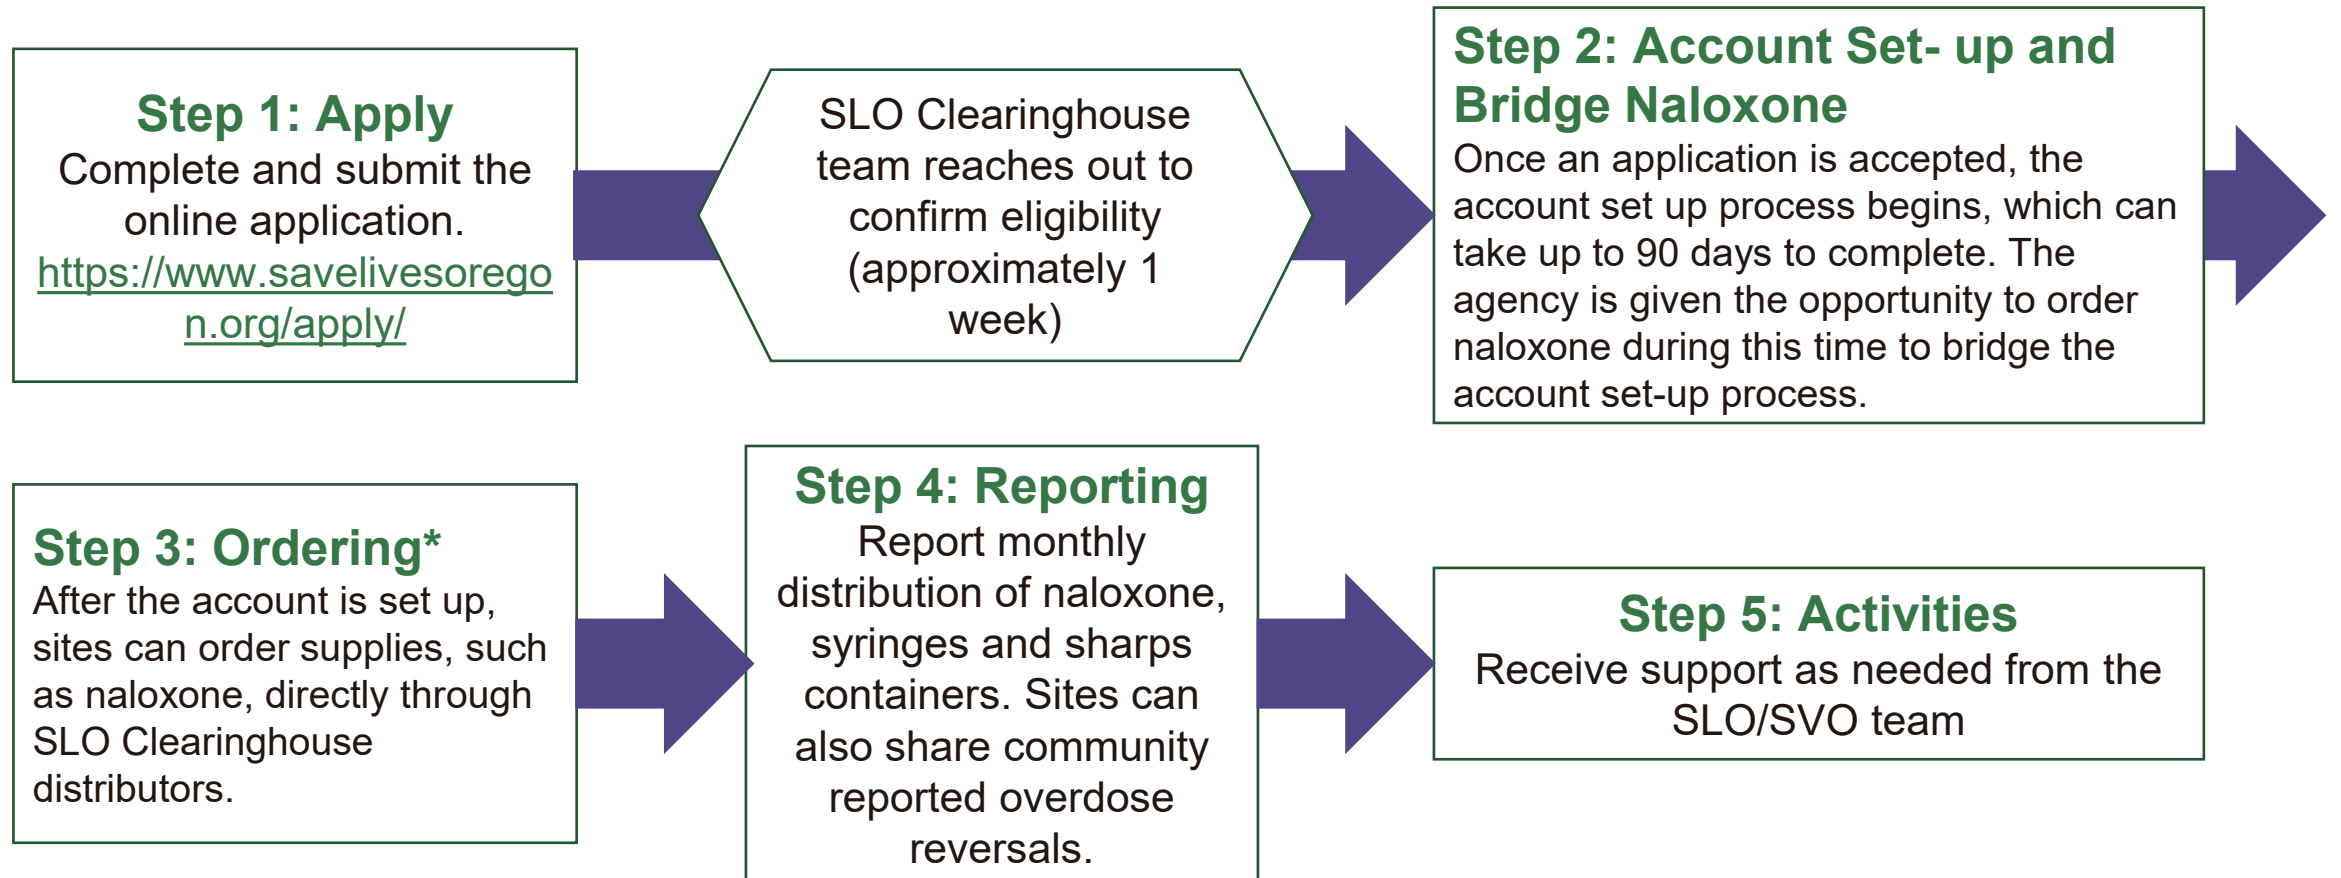 Step 1: Apply
Complete and submit the
online application.
https://www.savelivesorego
n.org/apply/
SLO Clearinghouse
team reaches out to
confirm eligibility
(approximately 1
week)
Step 2: Account Set- up and
Bridge Naloxone
Once an application is accepted, the
account set up process begins, which can
take up to 90 days to complete. The
agency is given the opportunity to order
naloxone during this time to bridge the
account set-up process.
Step 3: Ordering*
After the account is set up,
sites can order supplies, such
as naloxone, directly through
SLO Clearinghouse
distributors.
Step 4: Reporting
Report monthly
distribution of naloxone,
syringes and sharps
containers. Sites can
also share community
reported overdose
reversals.
Step 5: Activities
Receive support as needed from the
SLO/SVO team